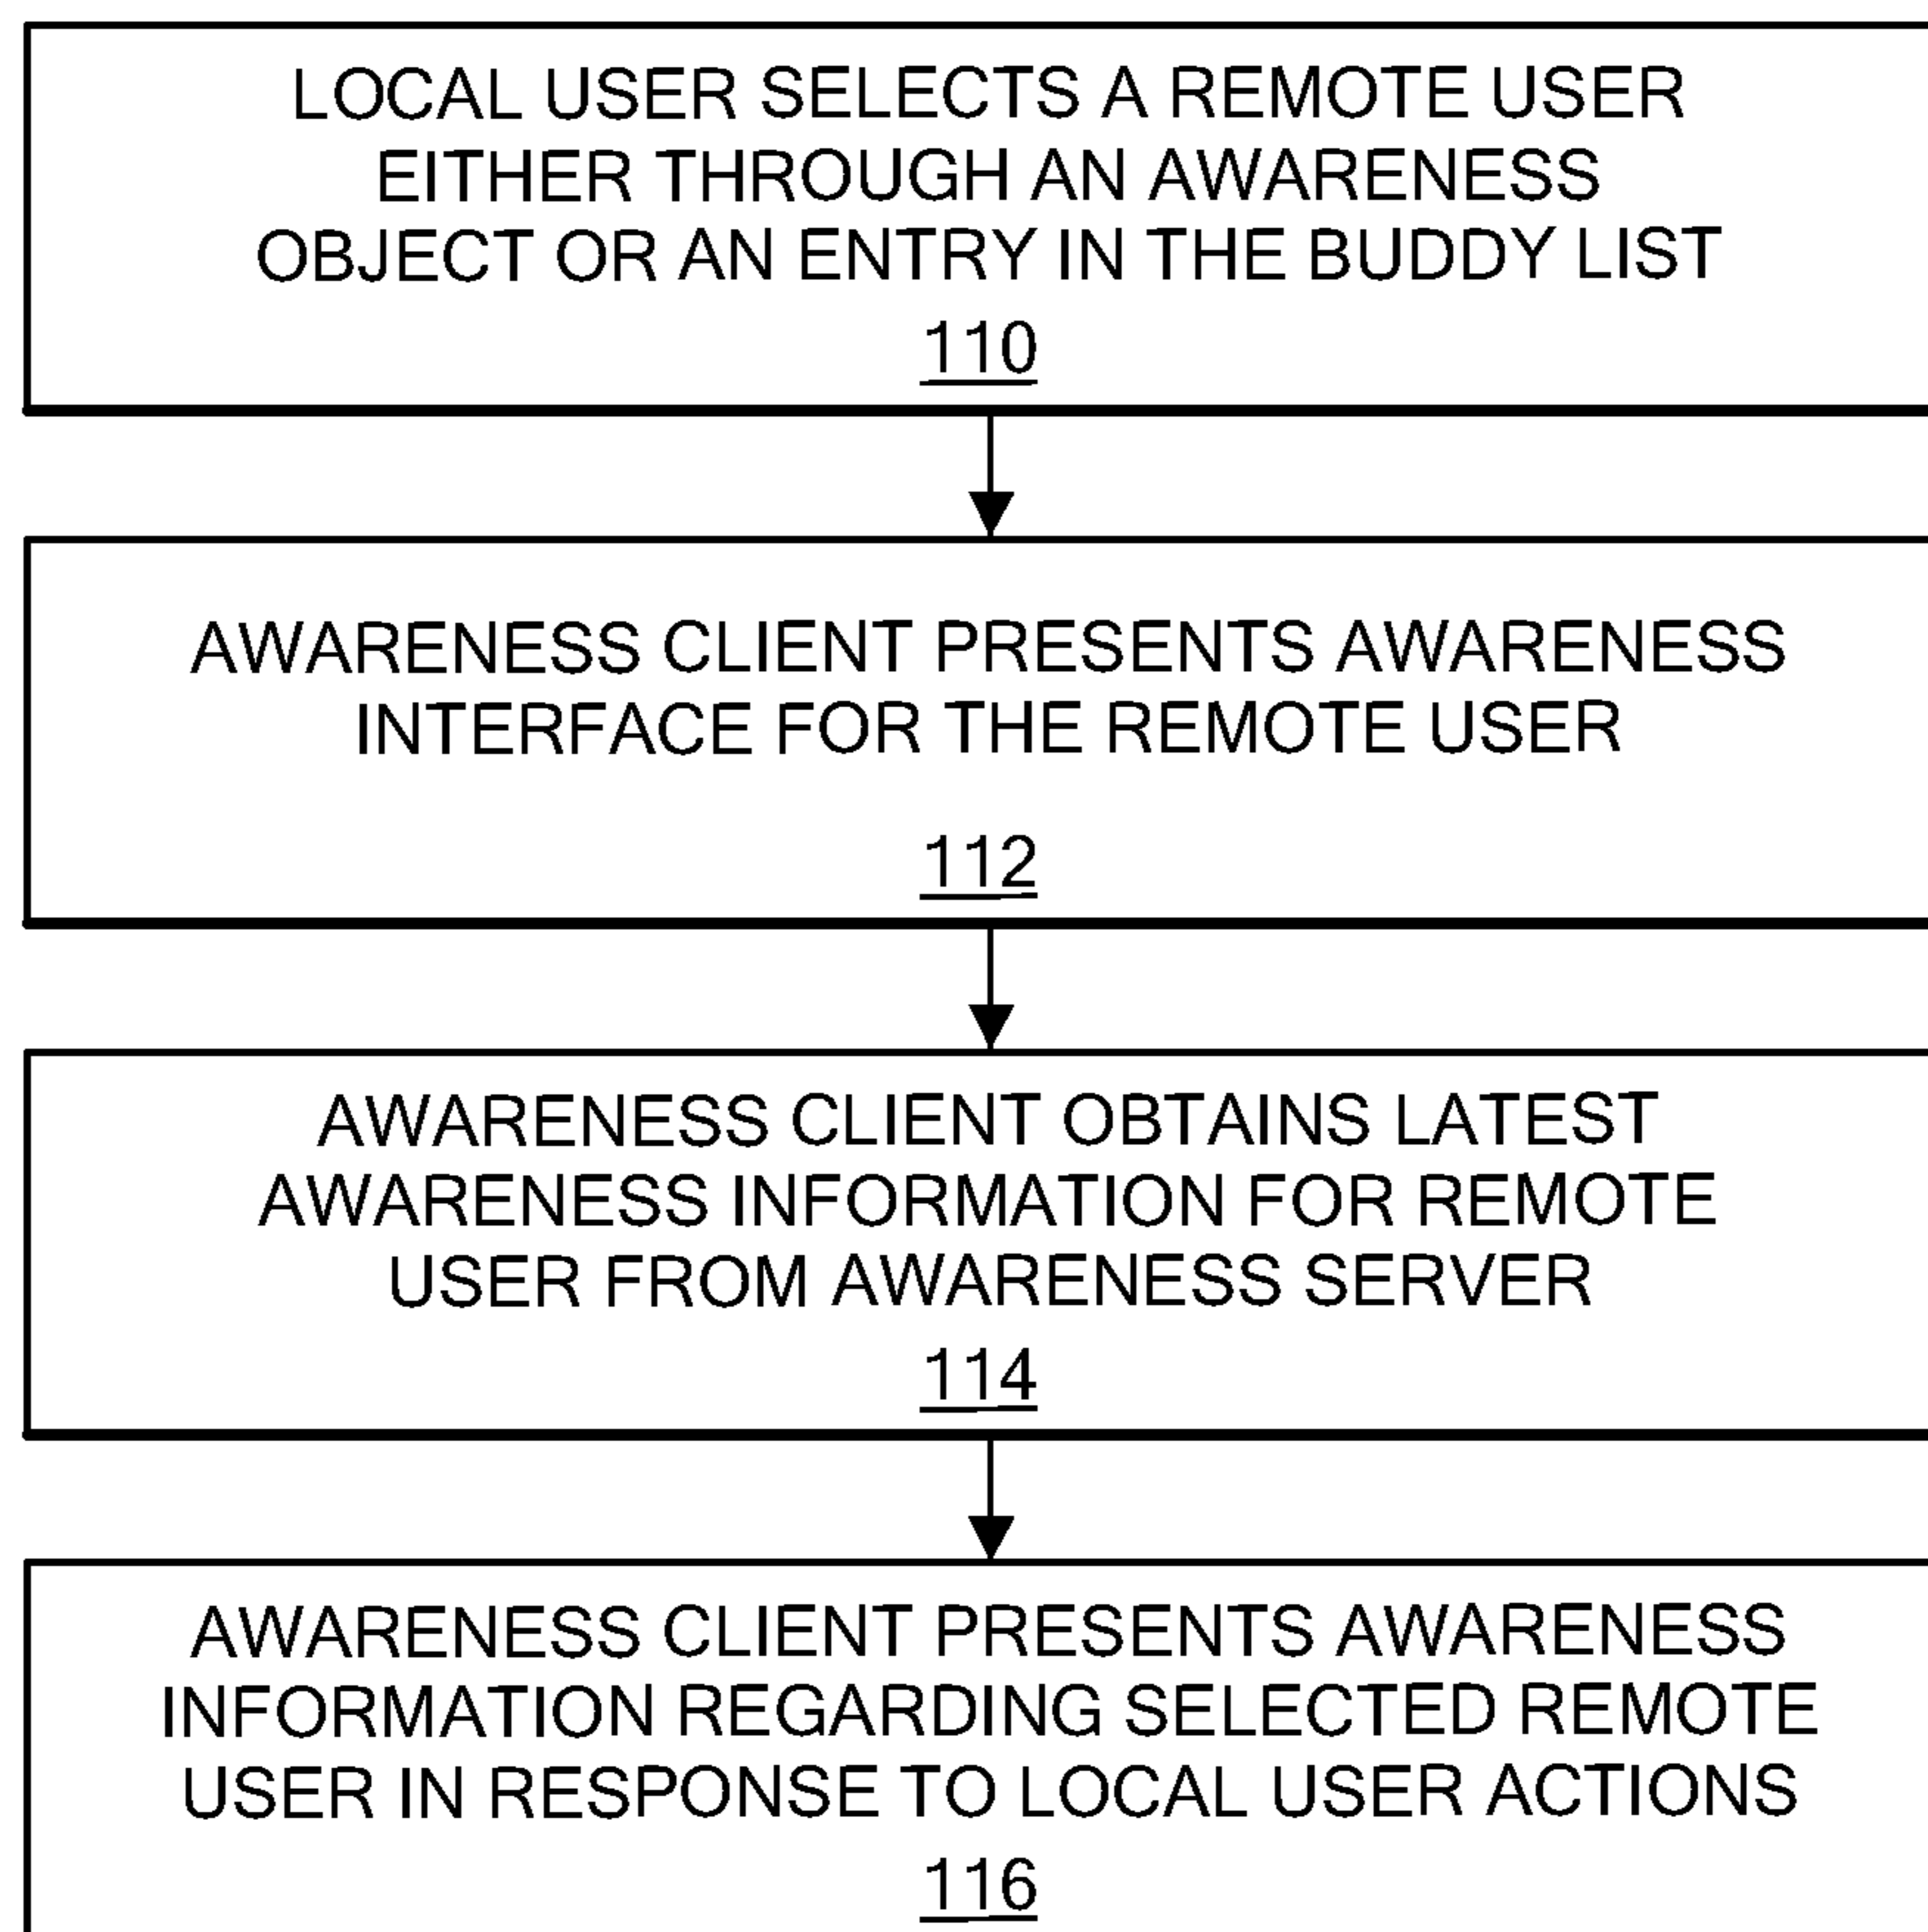 LOCAL USER SELECTS A REMOTE USER
EITHER THROUGH AN AWARENESS
OBJECT OR AN ENTRY IN THE BUDDY LIST
110
AWARENESS CLIENT PRESENTS AWARENESS
INTERFACE FOR THE REMOTE USER
112
AWARENESS CLIENT OBTAINS LATEST
AWARENESS INFORMATION FOR REMOTE
USER FROM AWARENESS SERVER
114
AWARENESS CLIENT PRESENTS AWARENESS
INFORMATION REGARDING SELECTED REMOTE
USER IN RESPONSE TO LOCAL USER ACTIONS
116